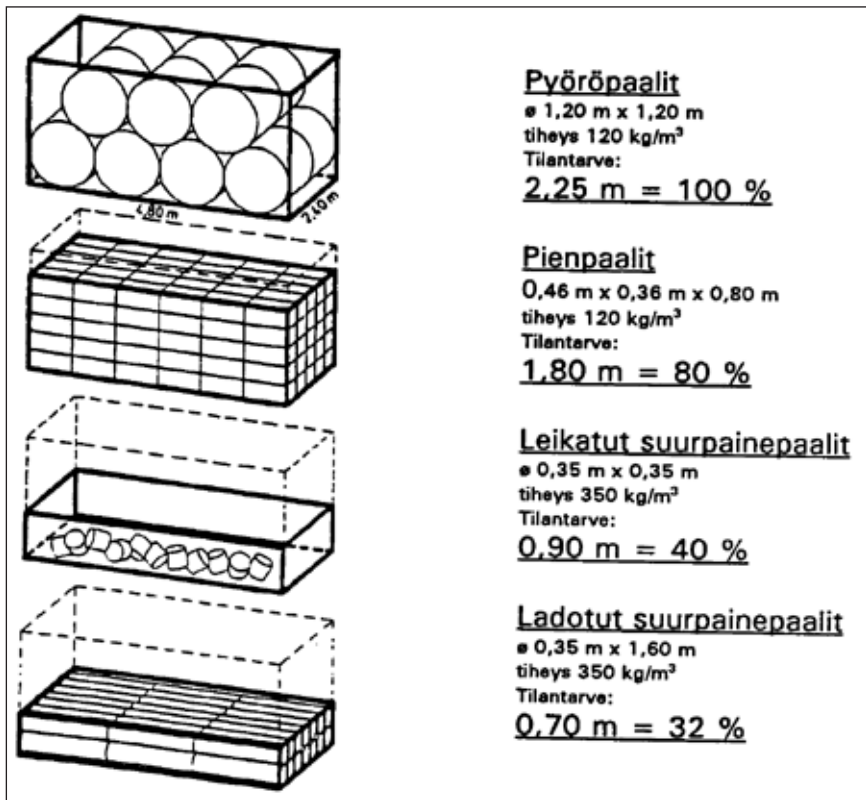 Pyöröpaalit
ø 1,20 m x 1,20 m
tiheys 120 kg/m³
Tilantarve:
2,25 m = 100 %
4,80 m
2,40 m
Pienpaalit
0,46 m x 0,36 m x 0,80 m
tiheys 120 kg/m³
Tilantarve:
1,80 m = 80 %
Leikatut suurpainepaalit
ø 0,35 m x 0,35 m
tiheys 350 kg/m³
Tilantarve:
0,90 m = 40 %
Ladotut suurpainepaalit
ø 0,35 m x 1,60 m
tiheys 350 kg/m³
Tilantarve:
0,70 m = 32 %